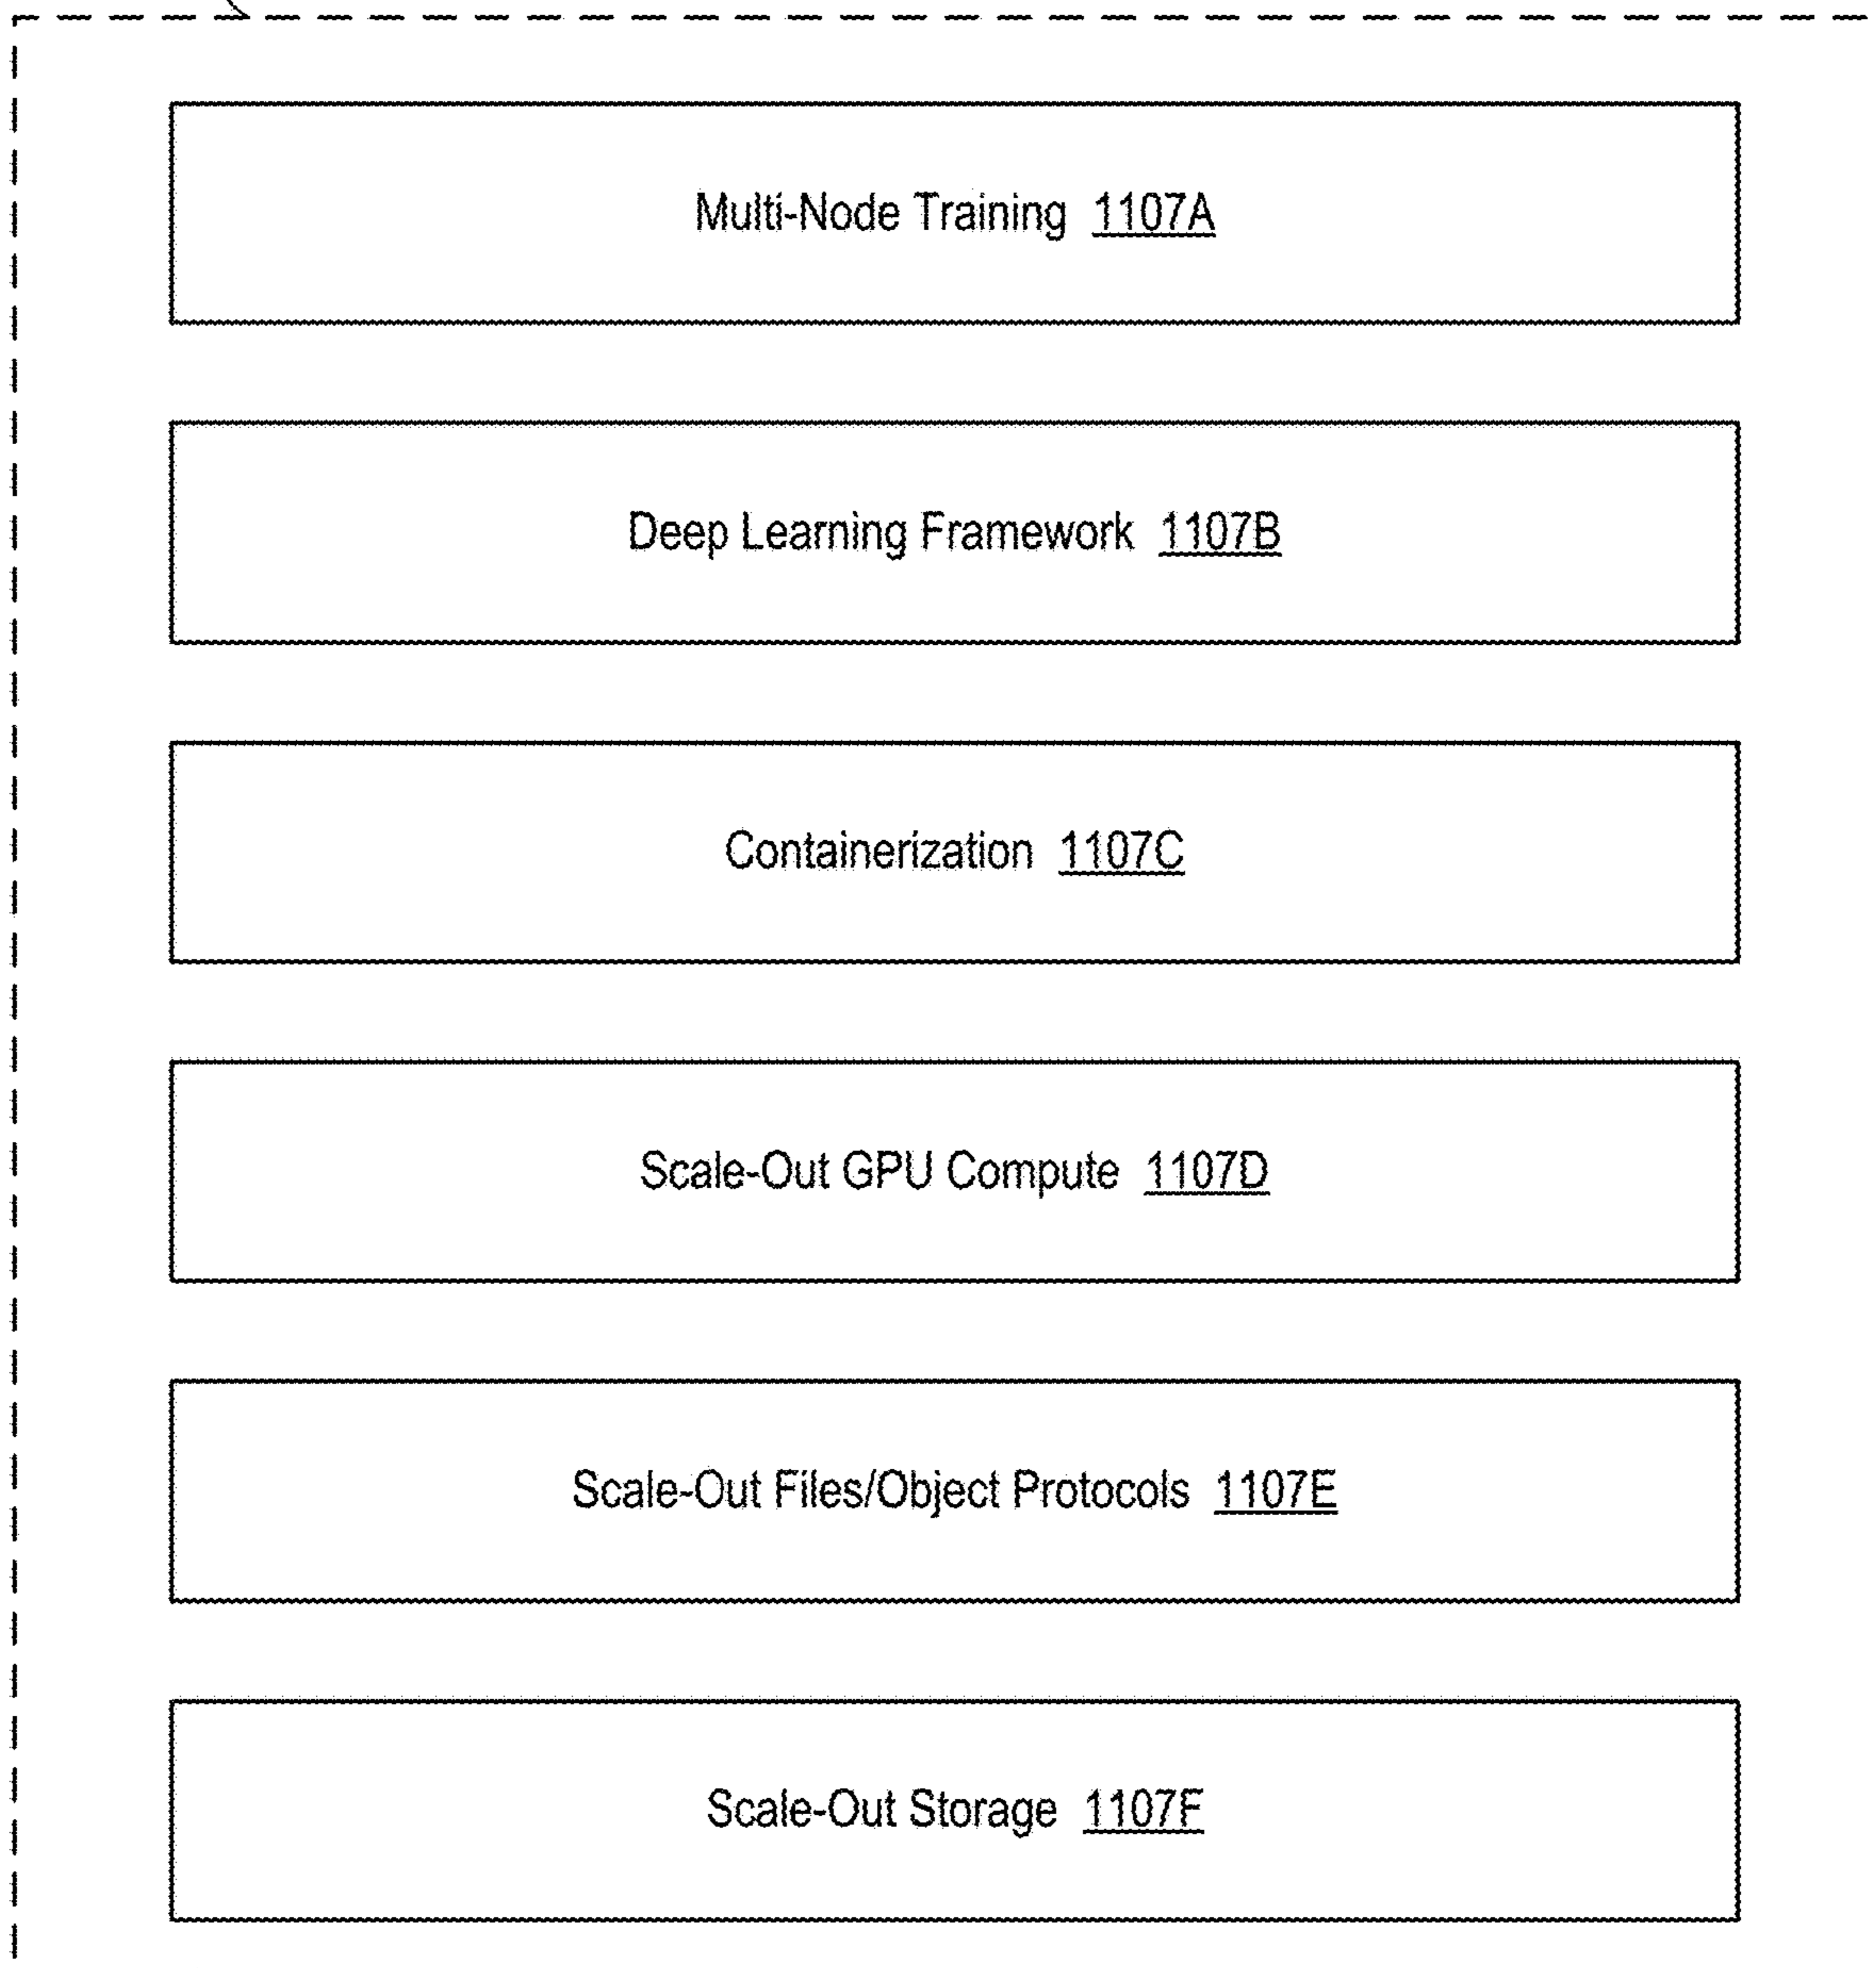 Multi-Node Training 1107A
Deep Learning Framework 1107B
Containerization 1107C
Scale-Out GPU Compute 1107D
Scale-Out Files/Object Protocols 1107E
Scale-Out Storage 1107F